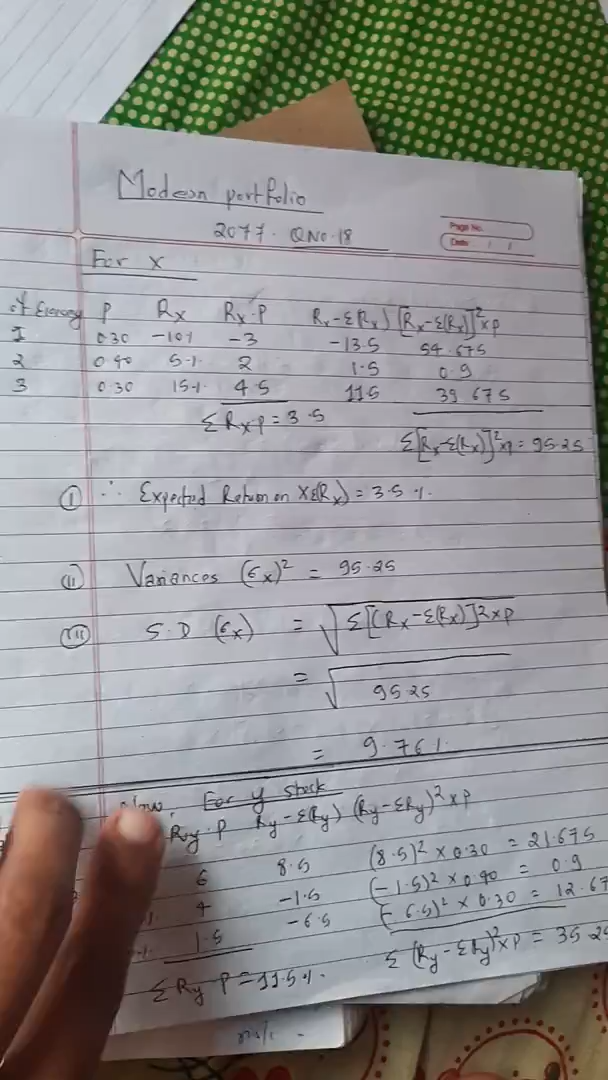 Modern portfolio
2077. QNO.18
Page No.
Date / /
For X
of Economy P Rx Rx.P Rx-Ɛ(Rx) [Rx-Ɛ(Rx)]²xp
1 0.30 -10% -3 -13.5 54.675
2 0.40 5% 2 1.5 0.9
3 0.30 15% 4.5 11.5 39.675
ΣRxP = 3.5
Σ[Rx-Ɛ(Rx)]²xp = 95.25
(i) ∴ Expected Return on XƐ(Rx) = 3.5%.
(ii) Variances (σx)² = 95.25
(iii) S.D (σx) = √Σ[(Rx-Ɛ(Rx)]²xp
= √95.25
= 9.76%.
Now, For y stock
Ry.P Ry-Ɛ(Ry) (Ry-ƐRy)²xp
6 8.5 (8.5)² x 0.30 = 21.675
4 -1.5 (-1.5)² x 0.40 = 0.9
1.5 -6.5 (-6.5)² x 0.30 = 12.67
ΣRy P = 11.5%.
Σ(Ry-ƐRy)²xp = 35.25